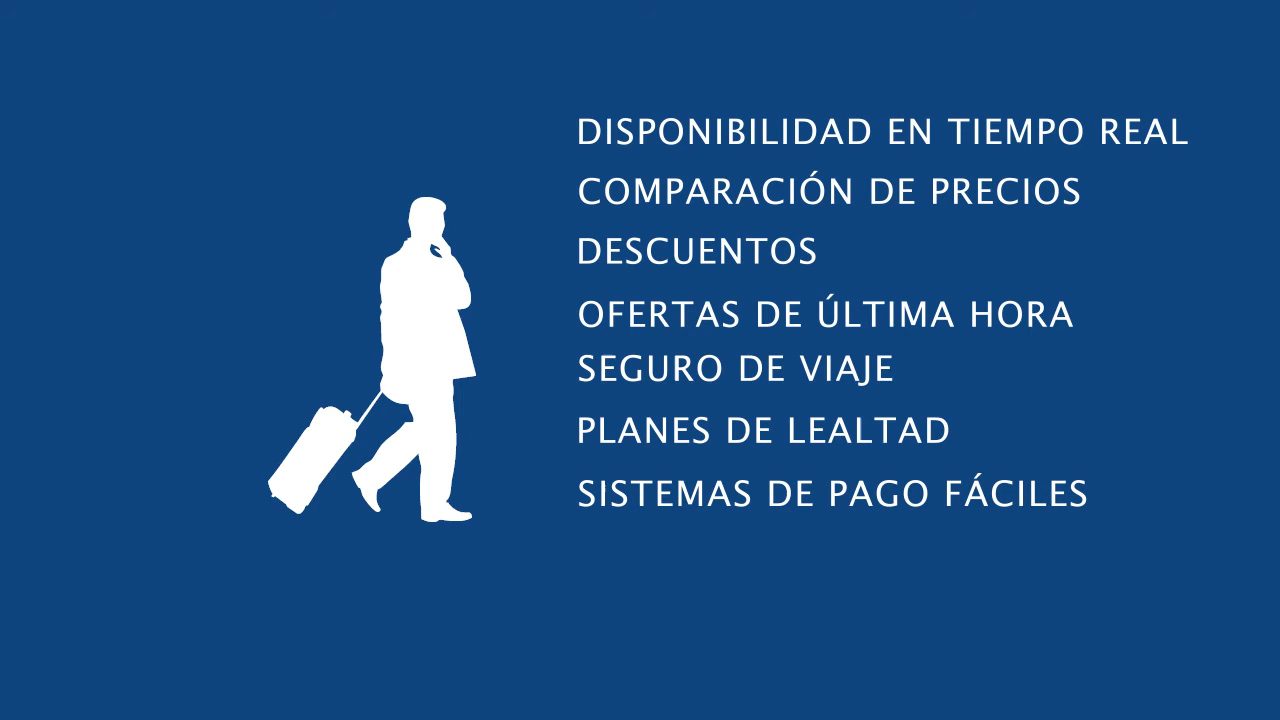 DISPONIBILIDAD EN TIEMPO REAL
COMPARACIÓN DE PRECIOS
DESCUENTOS
OFERTAS DE ÚLTIMA HORA
SEGURO DE VIAJE
PLANES DE LEALTAD
SISTEMAS DE PAGO FÁCILES